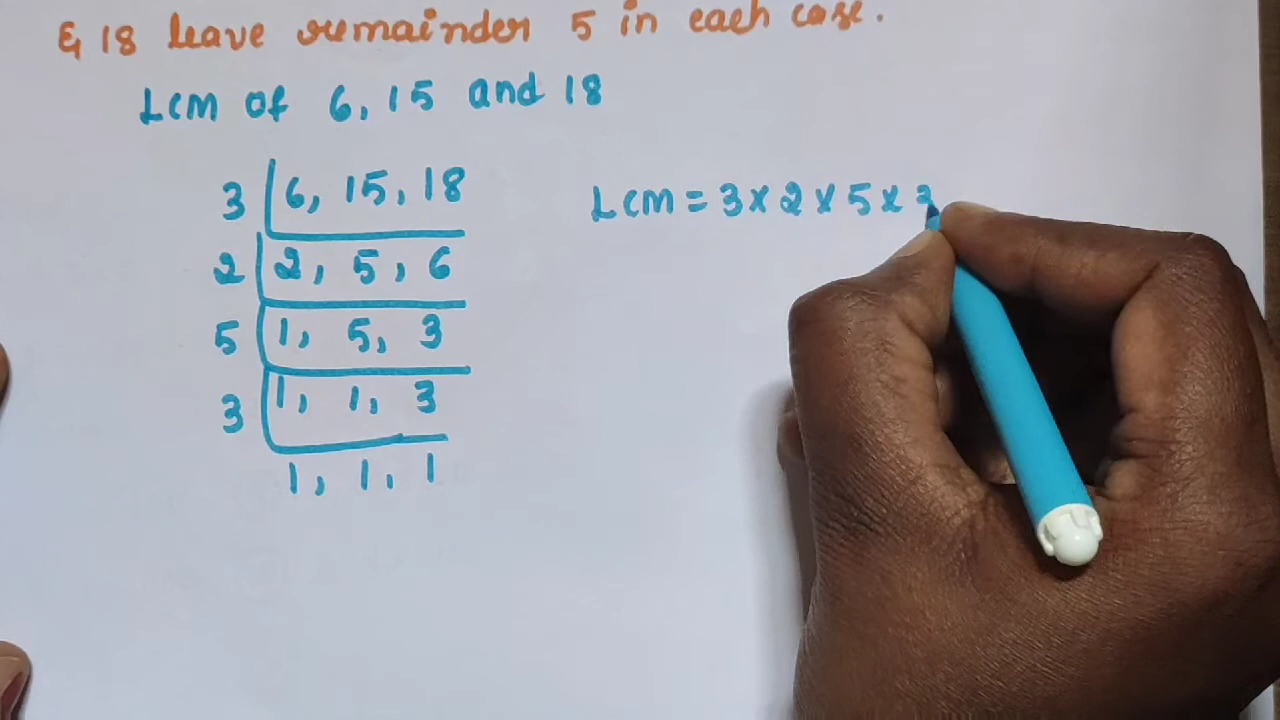 & 18 leave remainder 5 in each case.
LCM of 6, 15 and 18
3 6, 15, 18
LCM = 3 x 2 x 5 x 3
2 2, 5, 6
5 1, 5, 3
3 1, 1, 3
1, 1, 1